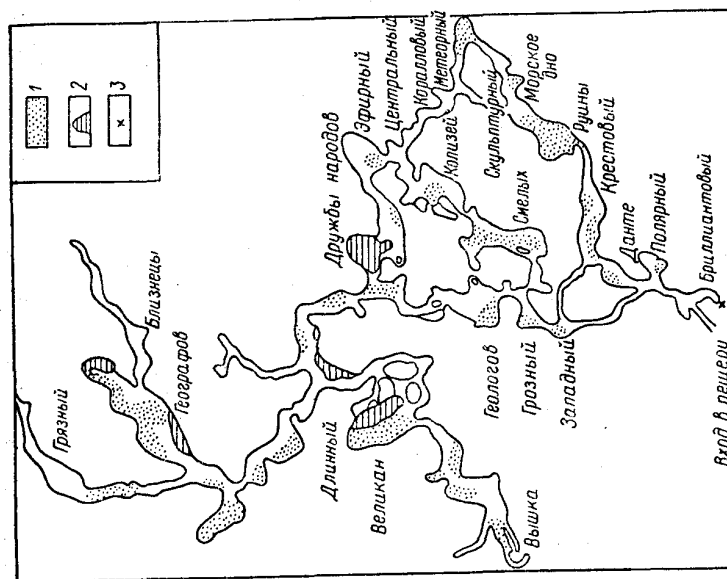 1
2
3
Грязный
Близнецы
Географов
Дружбы народов
Эфирный
Центральный
Коралловый
Метеорный
Колизей
Скульптурный
Морское
дно
Смелых
Руины
Крестовый
Данте
Полярный
Бриллиантовый
Геологов
Грозный
Западный
Длинный
Великан
Вышка
Вход в пещеру